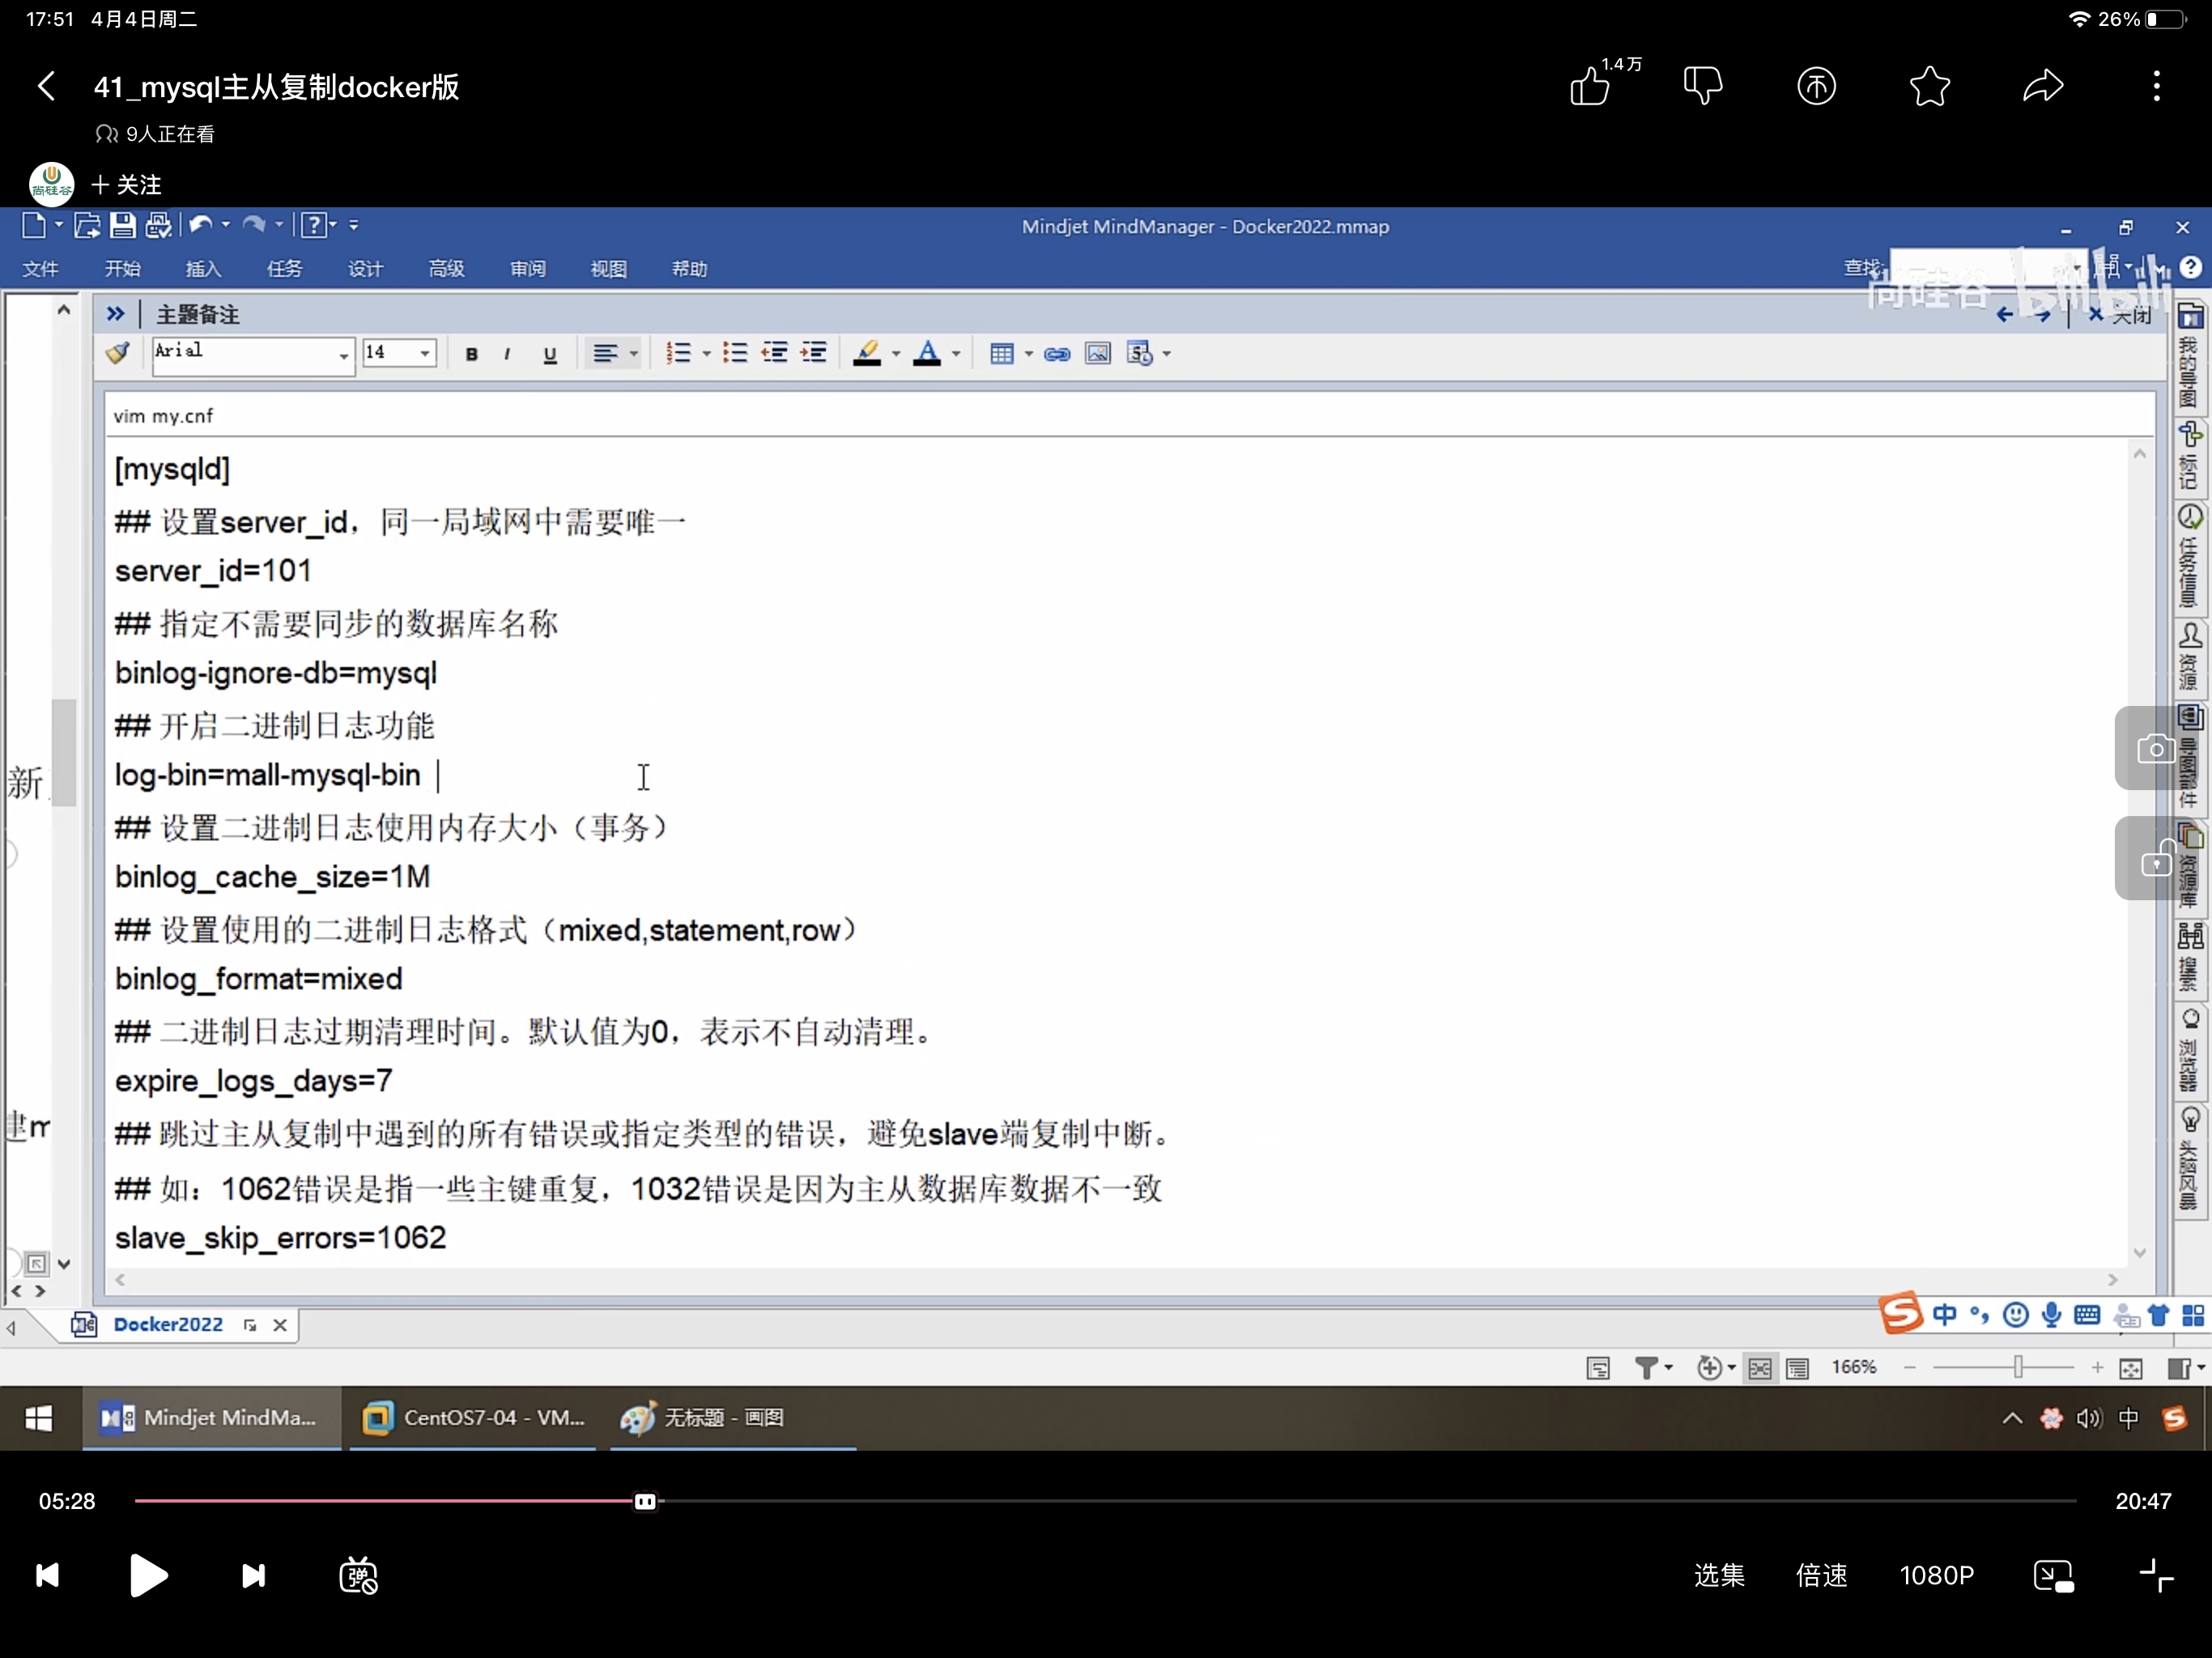 17:51 4月4日周二
26%
41_mysql主从复制docker版
1.4万
9人正在看
尚硅谷
关注
Mindjet MindManager - Docker2022.mmap
文件 开始 插入 任务 设计 高级 审阅 视图 帮助
查找:
尚硅谷 bilibili
主题备注
关闭
Arial 14 B I U
vim my.cnf
[mysqld]
## 设置server_id，同一局域网中需要唯一
server_id=101
## 指定不需要同步的数据库名称
binlog-ignore-db=mysql
## 开启二进制日志功能
log-bin=mall-mysql-bin
## 设置二进制日志使用内存大小（事务）
binlog_cache_size=1M
## 设置使用的二进制日志格式（mixed,statement,row）
binlog_format=mixed
## 二进制日志过期清理时间。默认值为0，表示不自动清理。
expire_logs_days=7
## 跳过主从复制中遇到的所有错误或指定类型的错误，避免slave端复制中断。
## 如：1062错误是指一些主键重复，1032错误是因为主从数据库数据不一致
slave_skip_errors=1062
新
建m
我的导图
标记
任务信息
资源
导图部件
资源库
搜索
浏览器
头脑风暴
Docker2022
中
166%
Mindjet MindMa...
CentOS7-04 - VM...
无标题 - 画图
中
05:28
20:47
弹
选集
倍速
1080P